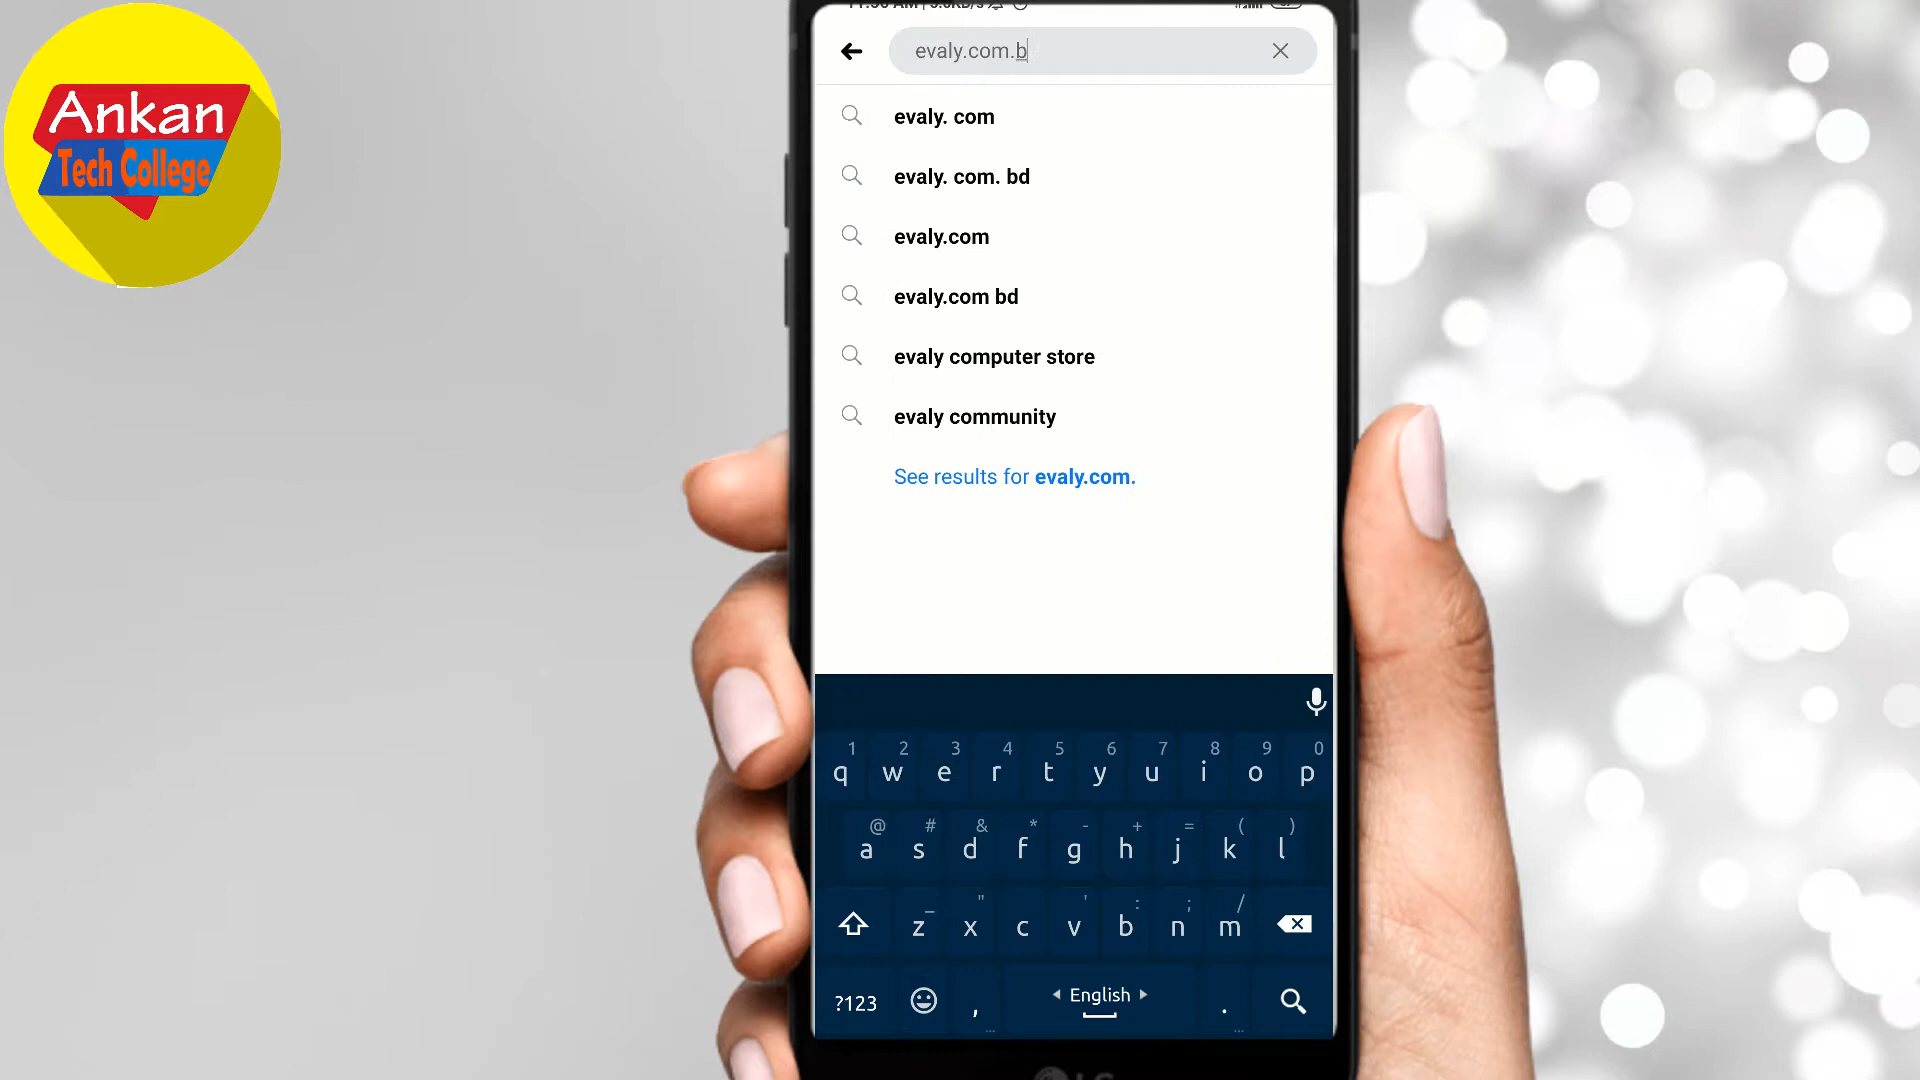 Ankan
Tech College
evaly.com.b
evaly. com
evaly. com. bd
evaly.com
evaly.com bd
evaly computer store
evaly community
See results for evaly.com.
1 2 3 4 5 6 7 8 9 0
q w e r t y u i o p
@ # & * - + = ( )
a s d f g h j k l
_ " ' : ; /
z x c v b n m
?123 , English .